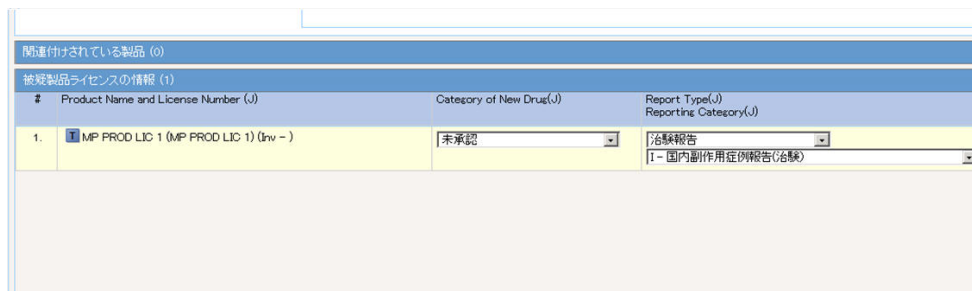 関連付けされている製品 (0)
被疑製品ライセンスの情報 (1)
# Product Name and License Number (J) Category of New Drug(J) Report Type(J)
Reporting Category(J)
1. T MP PROD LIC 1 (MP PROD LIC 1) (Inv - ) 未承認 治験報告
I - 国内副作用症例報告(治験)